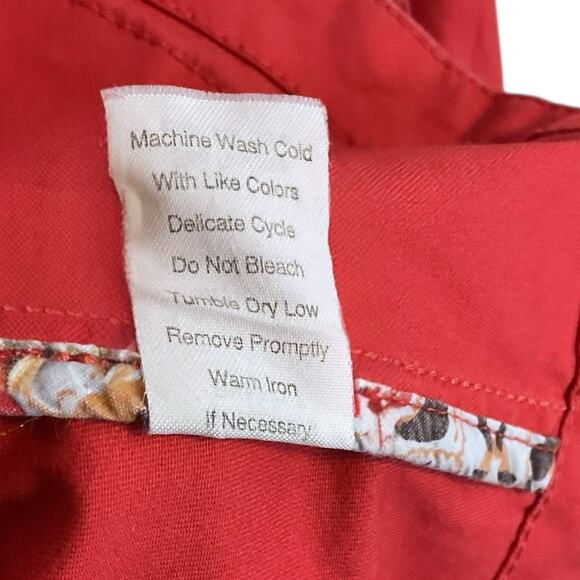 Machine Wash Cold
With Like Colors
Delicate Cycle
Do Not Bleach
Tumble Dry Low
Remove Promptly
Warm Iron
If Necessary